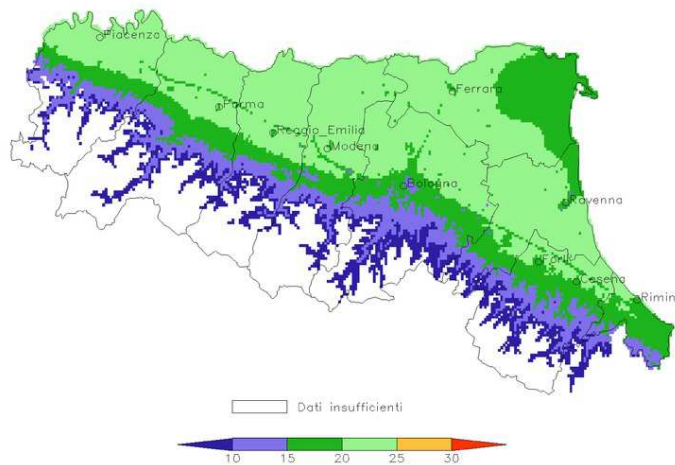 Piacenza
Parma
Reggio_Emilia
Modena
Ferrara
Bologna
Ravenna
Forlì
Cesena
Rimin
Dati insufficienti
10 15 20 25 30